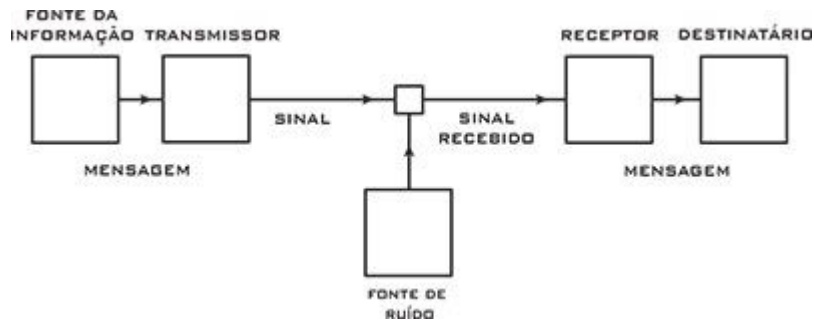 FONTE DA
INFORMAÇÃO TRANSMISSOR
RECEPTOR DESTINATÁRIO
SINAL
SINAL
RECEBIDO
MENSAGEM
MENSAGEM
FONTE DE
RUÍDO